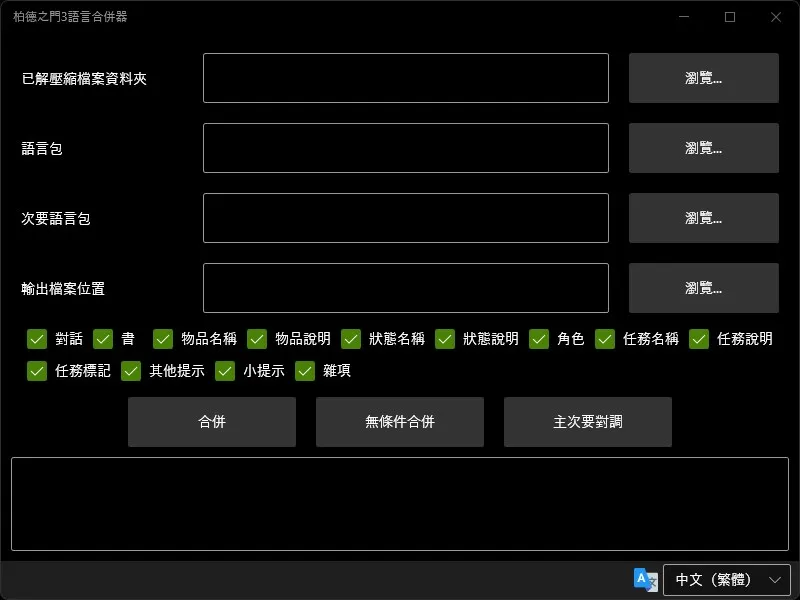 柏德之門3語言合併器
已解壓縮檔案資料夾 瀏覽...
語言包 瀏覽...
次要語言包 瀏覽...
輸出檔案位置 瀏覽...
對話 書 物品名稱 物品說明 狀態名稱 狀態說明 角色 任務名稱 任務說明
任務標記 其他提示 小提示 雜項
合併 無條件合併 主次要對調
A 文 中文（繁體）